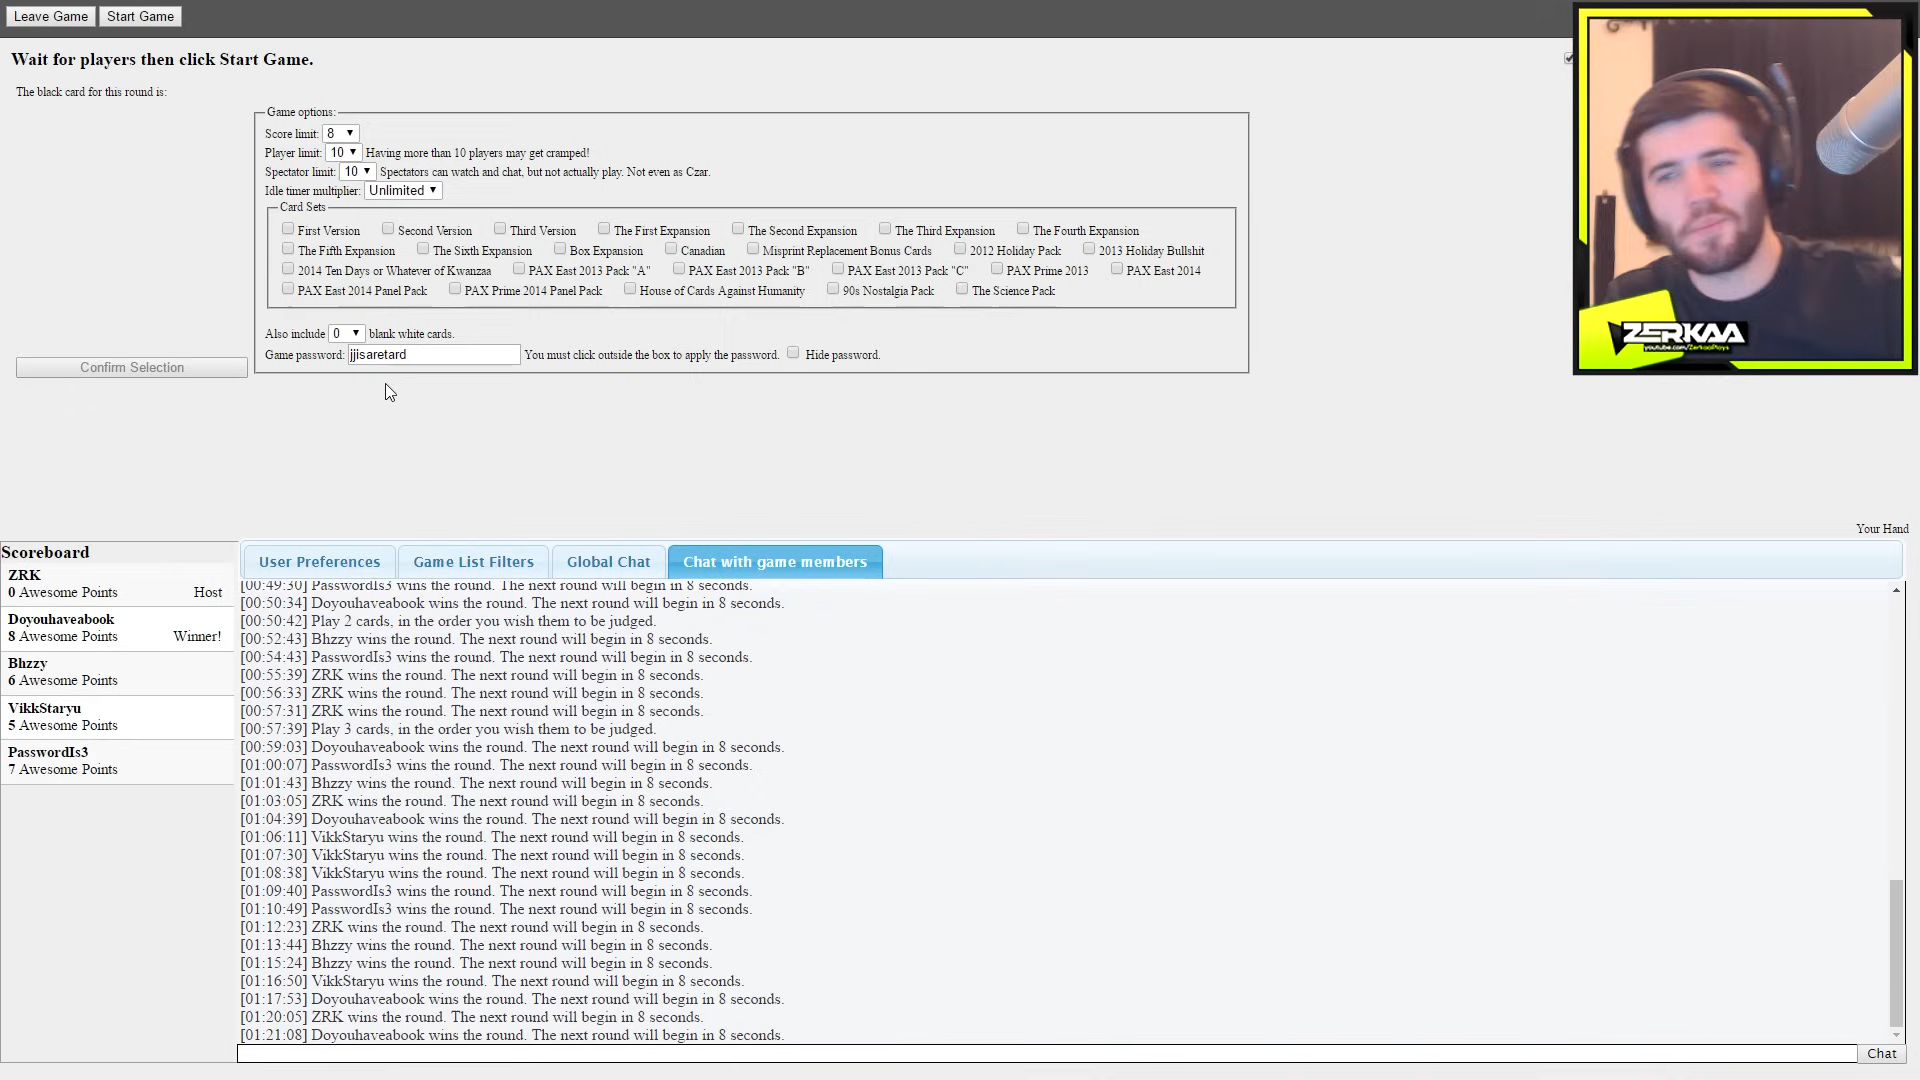 Leave Game Start Game
Wait for players then click Start Game.
The black card for this round is:
Game options:
Score limit: 8
Player limit: 10 Having more than 10 players may get cramped!
Spectator limit: 10 Spectators can watch and chat, but not actually play. Not even as Czar.
Idle timer multiplier: Unlimited
Card Sets
First Version Second Version Third Version The First Expansion The Second Expansion The Third Expansion The Fourth Expansion
The Fifth Expansion The Sixth Expansion Box Expansion Canadian Misprint Replacement Bonus Cards 2012 Holiday Pack 2013 Holiday Bullshit
2014 Ten Days or Whatever of Kwanzaa PAX East 2013 Pack "A" PAX East 2013 Pack "B" PAX East 2013 Pack "C" PAX Prime 2013 PAX East 2014
PAX East 2014 Panel Pack PAX Prime 2014 Panel Pack House of Cards Against Humanity 90s Nostalgia Pack The Science Pack
Also include 0 blank white cards.
Game password: jjisaretard You must click outside the box to apply the password. Hide password.
Confirm Selection
ZERKAA
youtube.com/ZerkaaPlays
Your Hand
Scoreboard
ZRK
0 Awesome Points Host
Doyouhaveabook
8 Awesome Points Winner!
Bhzzy
6 Awesome Points
VikkStaryu
5 Awesome Points
PasswordIs3
7 Awesome Points
User Preferences Game List Filters Global Chat Chat with game members
[00:49:30] PasswordIs3 wins the round. The next round will begin in 8 seconds.
[00:50:34] Doyouhaveabook wins the round. The next round will begin in 8 seconds.
[00:50:42] Play 2 cards, in the order you wish them to be judged.
[00:52:43] Bhzzy wins the round. The next round will begin in 8 seconds.
[00:54:43] PasswordIs3 wins the round. The next round will begin in 8 seconds.
[00:55:39] ZRK wins the round. The next round will begin in 8 seconds.
[00:56:33] ZRK wins the round. The next round will begin in 8 seconds.
[00:57:31] ZRK wins the round. The next round will begin in 8 seconds.
[00:57:39] Play 3 cards, in the order you wish them to be judged.
[00:59:03] Doyouhaveabook wins the round. The next round will begin in 8 seconds.
[01:00:07] PasswordIs3 wins the round. The next round will begin in 8 seconds.
[01:01:43] Bhzzy wins the round. The next round will begin in 8 seconds.
[01:03:05] ZRK wins the round. The next round will begin in 8 seconds.
[01:04:39] Doyouhaveabook wins the round. The next round will begin in 8 seconds.
[01:06:11] VikkStaryu wins the round. The next round will begin in 8 seconds.
[01:07:30] VikkStaryu wins the round. The next round will begin in 8 seconds.
[01:08:38] VikkStaryu wins the round. The next round will begin in 8 seconds.
[01:09:40] PasswordIs3 wins the round. The next round will begin in 8 seconds.
[01:10:49] PasswordIs3 wins the round. The next round will begin in 8 seconds.
[01:12:23] ZRK wins the round. The next round will begin in 8 seconds.
[01:13:44] Bhzzy wins the round. The next round will begin in 8 seconds.
[01:15:24] Bhzzy wins the round. The next round will begin in 8 seconds.
[01:16:50] VikkStaryu wins the round. The next round will begin in 8 seconds.
[01:17:53] Doyouhaveabook wins the round. The next round will begin in 8 seconds.
[01:20:05] ZRK wins the round. The next round will begin in 8 seconds.
[01:21:08] Doyouhaveabook wins the round. The next round will begin in 8 seconds.
Chat